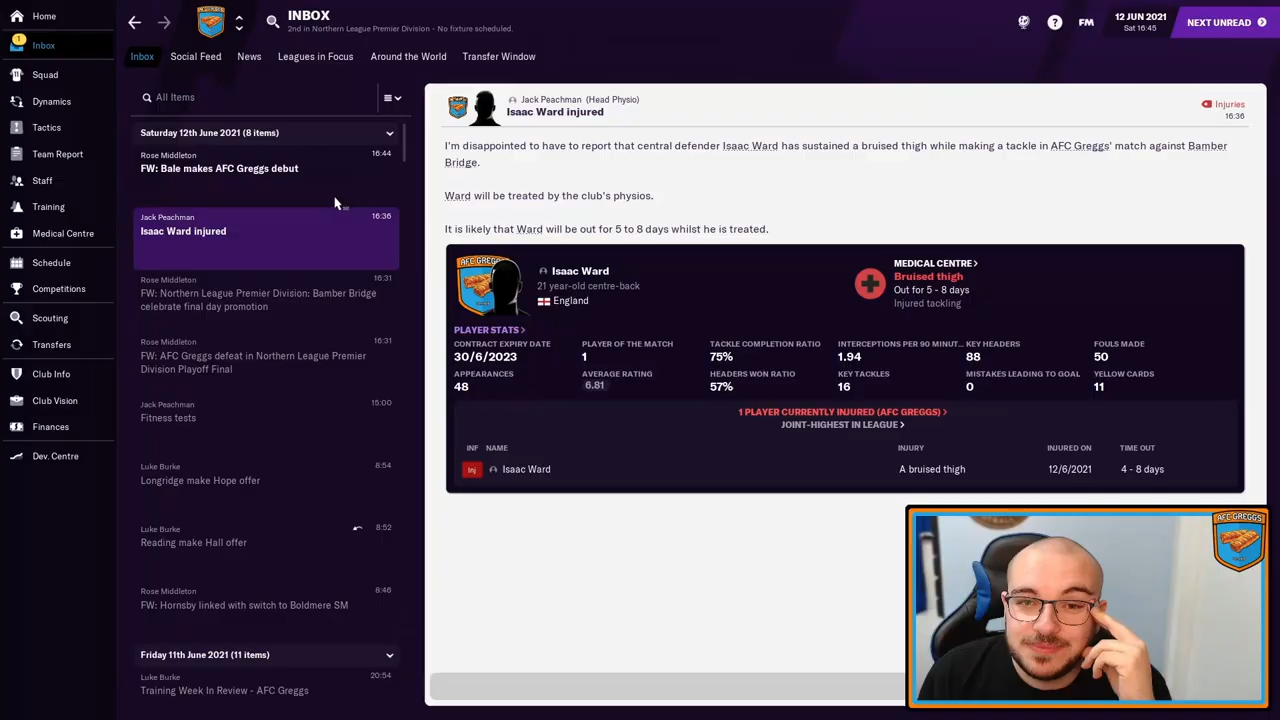 Home
1
Inbox
Squad
Dynamics
Tactics
Team Report
Staff
Training
Medical Centre
Schedule
Competitions
Scouting
Transfers
Club Info
Club Vision
Finances
Dev. Centre
INBOX
2nd in Northern League Premier Division - No fixture scheduled.
?
FM
12 JUN 2021
Sat 16:45
NEXT UNREAD
Inbox Social Feed News Leagues in Focus Around the World Transfer Window
All Items
Saturday 12th June 2021 (8 items)
Rose Middleton 16:44
FW: Bale makes AFC Greggs debut
Jack Peachman 16:36
Isaac Ward injured
Rose Middleton 16:31
FW: Northern League Premier Division: Bamber Bridge
celebrate final day promotion
Rose Middleton 16:31
FW: AFC Greggs defeat in Northern League Premier
Division Playoff Final
Jack Peachman 15:00
Fitness tests
Luke Burke 8:54
Longridge make Hope offer
Luke Burke 8:52
Reading make Hall offer
Rose Middleton 8:46
FW: Hornsby linked with switch to Boldmere SM
Friday 11th June 2021 (11 items)
Luke Burke 20:54
Training Week In Review - AFC Greggs
Jack Peachman (Head Physio)
Isaac Ward injured
Injuries
16:36
I'm disappointed to have to report that central defender Isaac Ward has sustained a bruised thigh while making a tackle in AFC Greggs' match against Bamber
Bridge.
Ward will be treated by the club's physios.
It is likely that Ward will be out for 5 to 8 days whilst he is treated.
AFC GREGGS
Isaac Ward
21 year-old centre-back
England
MEDICAL CENTRE >
Bruised thigh
Out for 5 - 8 days
Injured tackling
PLAYER STATS >
CONTRACT EXPIRY DATE PLAYER OF THE MATCH TACKLE COMPLETION RATIO INTERCEPTIONS PER 90 MINUT... KEY HEADERS FOULS MADE
30/6/2023 1 75% 1.94 88 50
APPEARANCES AVERAGE RATING HEADERS WON RATIO KEY TACKLES MISTAKES LEADING TO GOAL YELLOW CARDS
48 6.81 57% 16 0 11
1 PLAYER CURRENTLY INJURED (AFC GREGGS) >
JOINT-HIGHEST IN LEAGUE >
INF NAME INJURY INJURED ON TIME OUT
Inj Isaac Ward A bruised thigh 12/6/2021 4 - 8 days
AFC GREGGS